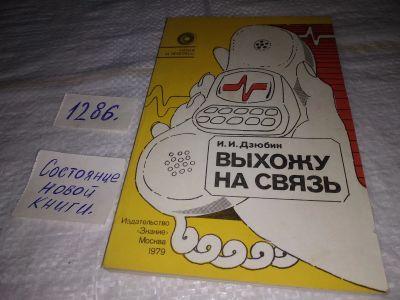 1286.
Состояние
новой
книги.
И. И. Дзюбин
ВЫХОЖУ
НА СВЯЗЬ
Издательство
«Знание»
Москва
1979